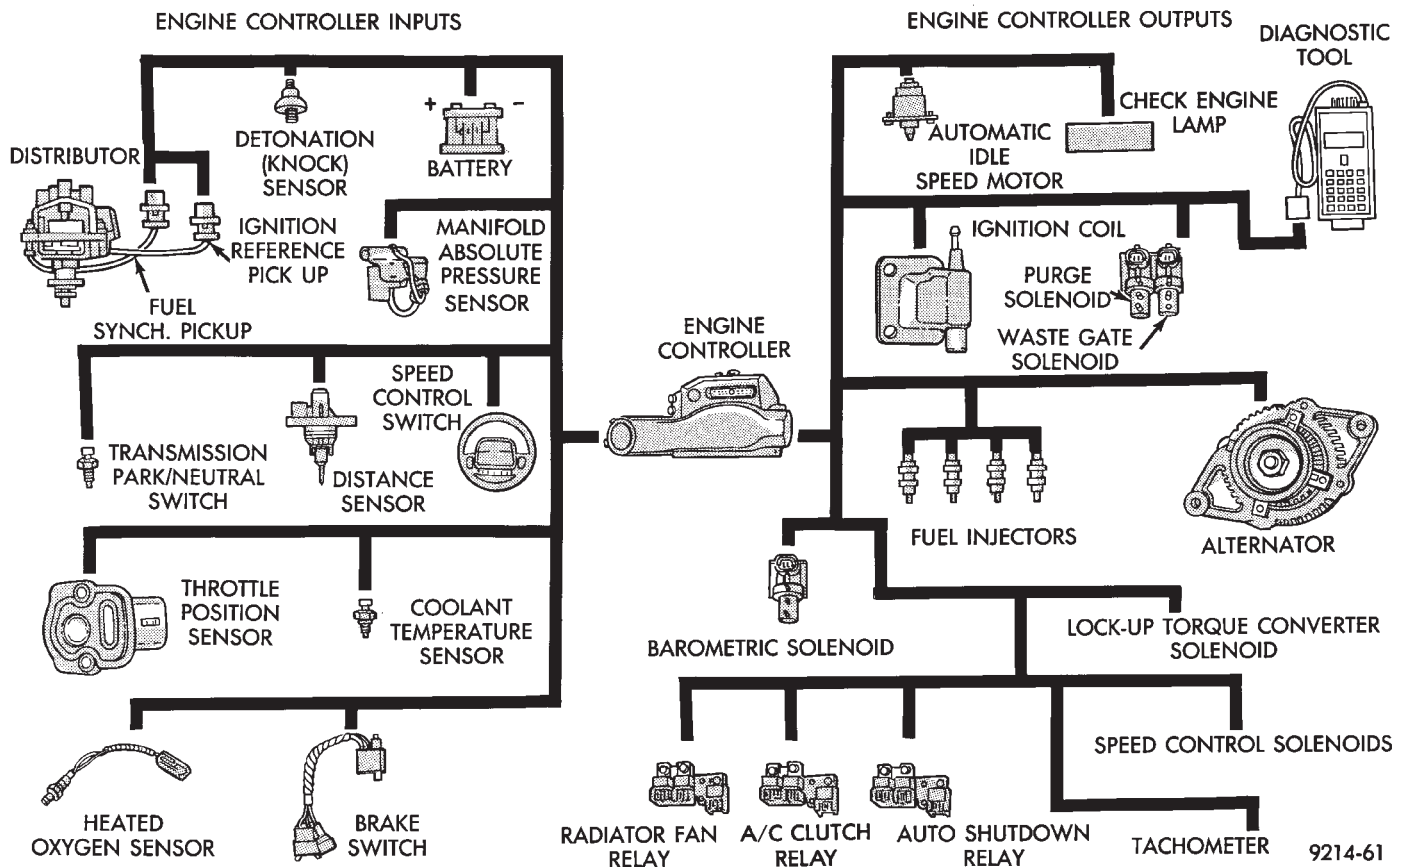 ENGINE CONTROLLER INPUTS
ENGINE CONTROLLER OUTPUTS
DIAGNOSTIC
TOOL
+ -
DETONATION
(KNOCK)
SENSOR
BATTERY
DISTRIBUTOR
IGNITION
REFERENCE
PICK UP
FUEL
SYNCH. PICKUP
MANIFOLD
ABSOLUTE
PRESSURE
SENSOR
AUTOMATIC
IDLE
SPEED MOTOR
CHECK ENGINE
LAMP
IGNITION COIL
PURGE
SOLENOID
WASTE GATE
SOLENOID
ENGINE
CONTROLLER
SPEED
CONTROL
SWITCH
TRANSMISSION
PARK/NEUTRAL
SWITCH
DISTANCE
SENSOR
FUEL INJECTORS
ALTERNATOR
THROTTLE
POSITION
SENSOR
COOLANT
TEMPERATURE
SENSOR
BAROMETRIC SOLENOID
LOCK-UP TORQUE CONVERTER
SOLENOID
SPEED CONTROL SOLENOIDS
HEATED
OXYGEN SENSOR
BRAKE
SWITCH
RADIATOR FAN
RELAY
A/C CLUTCH
RELAY
AUTO SHUTDOWN
RELAY
TACHOMETER
9214-61